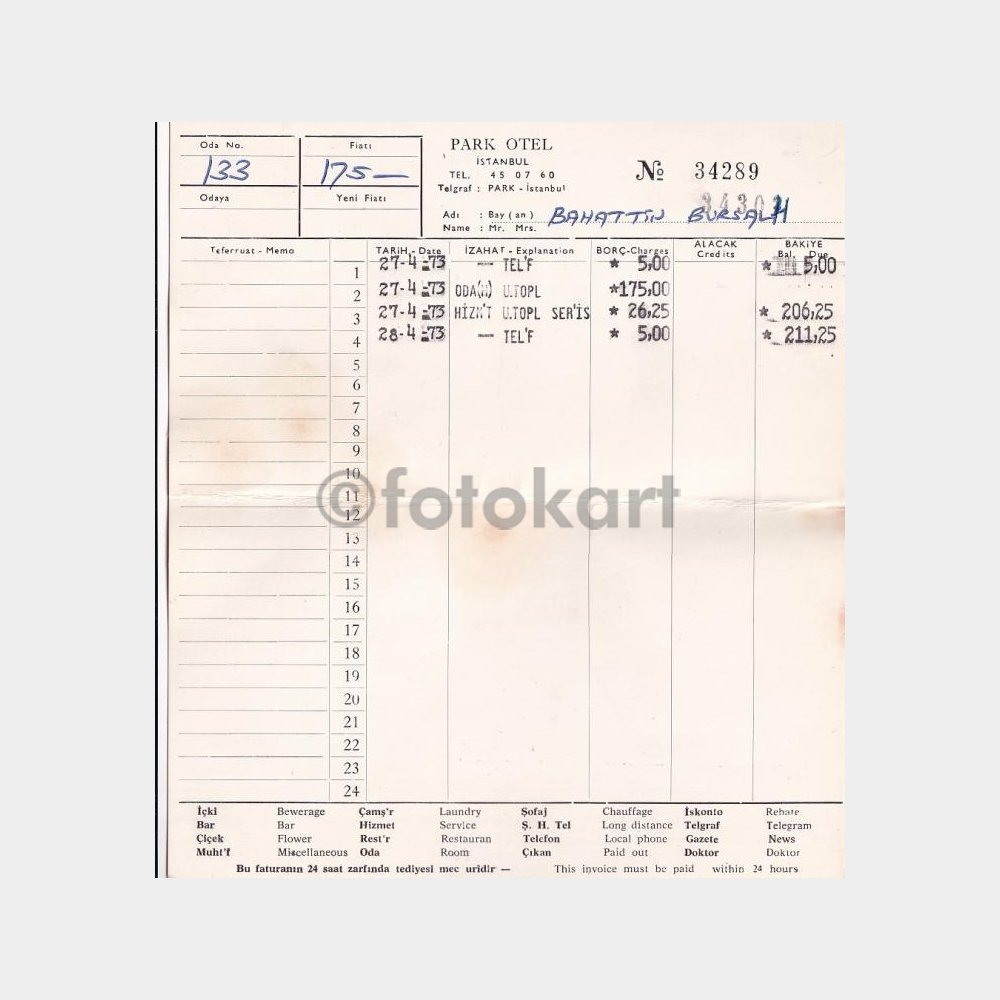 Oda No. Fiatı PARK OTEL
133 175— İSTANBUL
TEL. 45 07 60 № 34289
Telgraf : PARK - İstanbul
Odaya Yeni Fiatı
Adı : Bay (an) BAHATTİN
Name : Mr. Mrs.
Teferruat - Memo TARİH - Date İZAHAT - Explanation BORÇ-Charges ALACAK Credits BAKİYE Bal. Due
1 27-4-73 — TEL'F * 5,00 * 5,00
2 27-4-73 ODA(H) U.TOPL *175,00
3 27-4-73 HİZM'T U.TOPL SER'İS * 26,25 * 206,25
4 28-4-73 — TEL'F * 5,00 * 211,25
5
6
7
8
9
10
11
12
13
14
15
16
17
18
19
20
21
22
23
24
©fotokart
İçki Bewerage Çamş'r Laundry Şofaj Chauffage İskonto Rebate
Bar Bar Hizmet Service Ş. H. Tel Long distance Telgraf Telegram
Çiçek Flower Rest'r Restauran Telefon Local phone Gazete News
Muht'f Miscellaneous Oda Room Çıkan Paid out Doktor Doktor
Bu faturanın 24 saat zarfında tediyesi mec uridir — This invoice must be paid within 24 hours